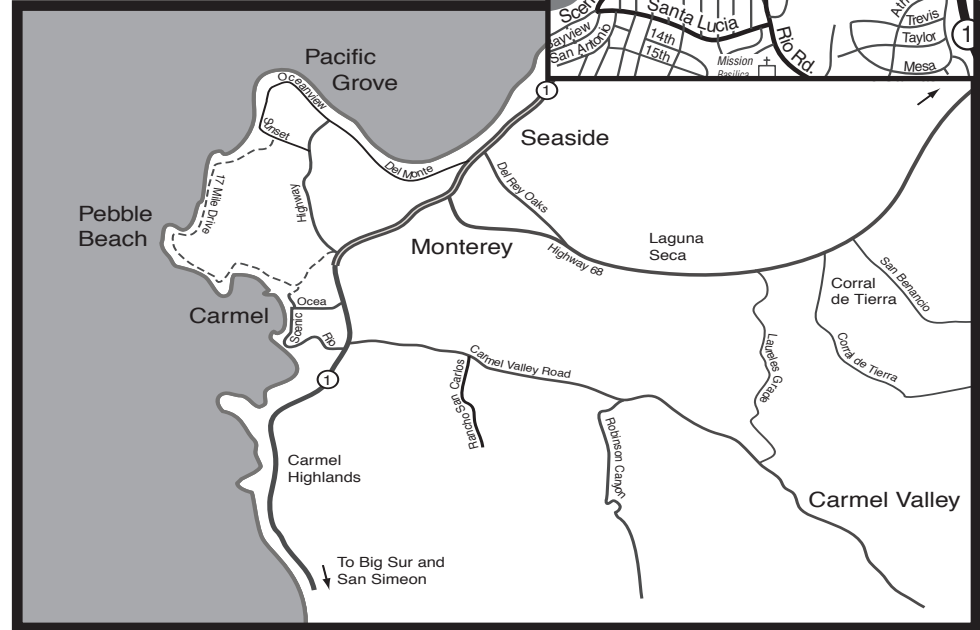 Santa Lucia
Trevis
Taylor
Mesa
14th
15th
San Antonio
Mission
Rio Rd.
1
Pacific
Grove
Oceanview
Sunset
Del Monte
1
Seaside
17 Mile Drive
Highway
Del Rey Oaks
Pebble
Beach
Monterey
Highway 68
Laguna
Seca
Corral
de Tierra
San Benancio
Carmel
Ocea
Scenic
Rio
1
Carmel Valley Road
Rancho San Carlos
Laureles Grade
Corral de Tierra
Robinson Canyon
Carmel
Highlands
Carmel Valley
To Big Sur and
San Simeon